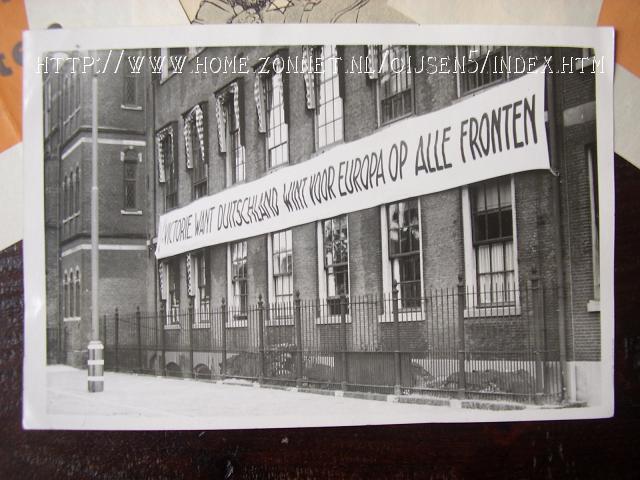 HTTP://WWW.HOME.ZONNET.NL/OIJSEN5/INDEX.HTM
VICTORIE. WANT DUITSCHLAND WINT VOOR EUROPA OP ALLE FRONTEN